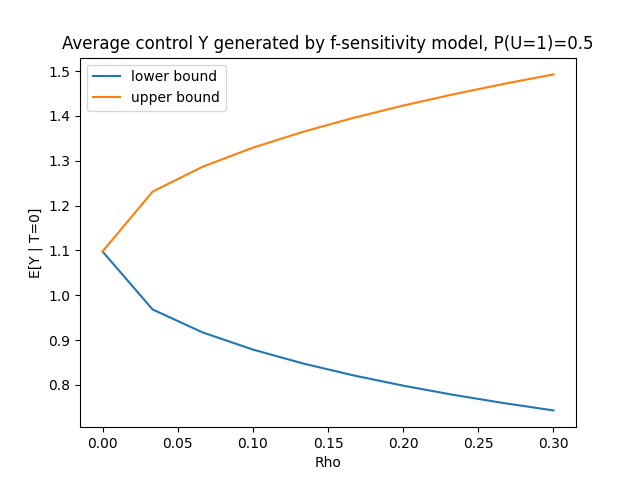 Average control Y generated by f-sensitivity model, P(U=1)=0.5
lower bound
upper bound
E[Y | T=0]
1.5
1.4
1.3
1.2
1.1
1.0
0.9
0.8
0.00 0.05 0.10 0.15 0.20 0.25 0.30
Rho